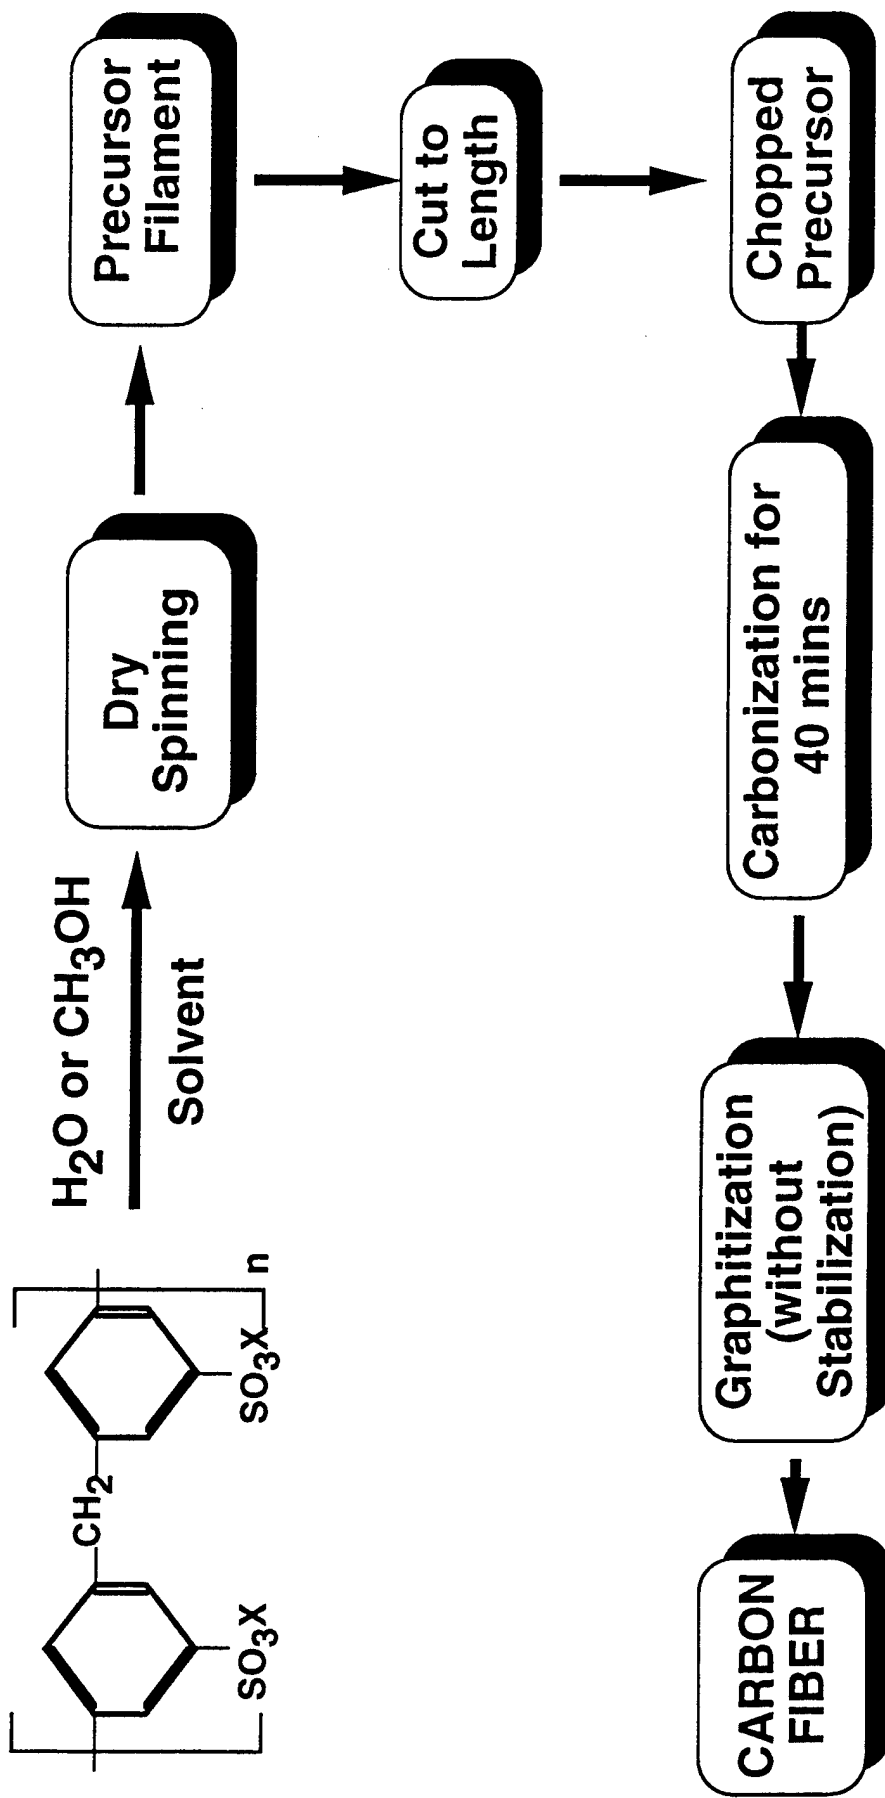 CH2
SO3X
SO3X
n
H2O or CH3OH
Solvent
Dry
Spinning
Precursor
Filament
Cut to
Length
Chopped
Precursor
Carbonization for
40 mins
Graphitization
(without
Stabilization)
CARBON
FIBER